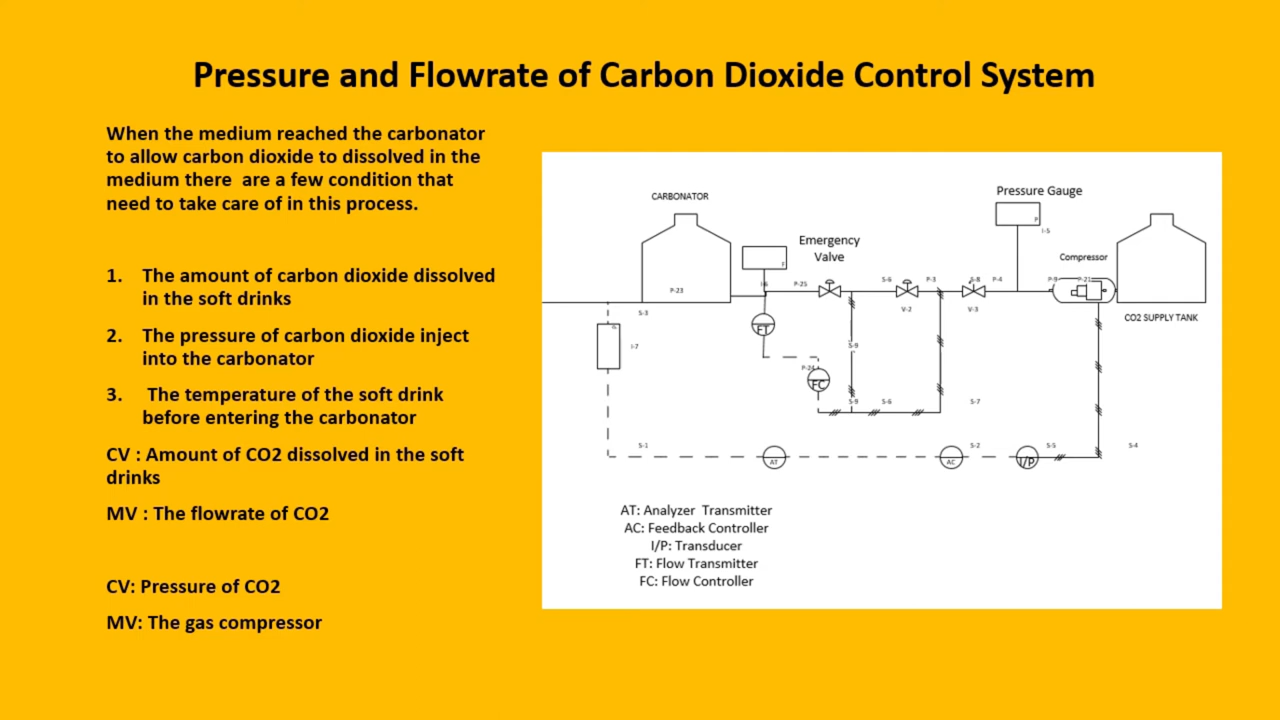 Pressure and Flowrate of Carbon Dioxide Control System
When the medium reached the carbonator
to allow carbon dioxide to dissolved in the
medium there are a few condition that
need to take care of in this process.
1. The amount of carbon dioxide dissolved
in the soft drinks
2. The pressure of carbon dioxide inject
into the carbonator
3. The temperature of the soft drink
before entering the carbonator
CV : Amount of CO2 dissolved in the soft
drinks
MV : The flowrate of CO2
CV: Pressure of CO2
MV: The gas compressor
CARBONATOR
Pressure Gauge
P
I-5
Emergency
Valve
Compressor
F
I-6
P-25
S-6
P-3
S-8
P-4
P-9
P-21
P-23
S-3
V-2
V-3
CO2 SUPPLY TANK
FT
I-7
S-9
P-24
FC
S-9
S-6
S-7
S-1
AT
AC
S-2
I/P
S-5
S-4
AT: Analyzer Transmitter
AC: Feedback Controller
I/P: Transducer
FT: Flow Transmitter
FC: Flow Controller